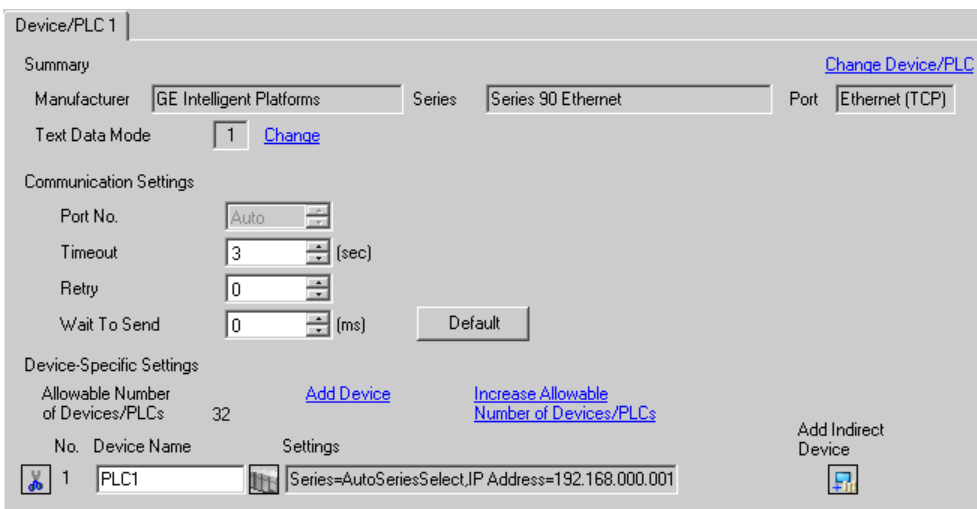 Device/PLC 1
Summary Change Device/PLC
Manufacturer GE Intelligent Platforms Series Series 90 Ethernet Port Ethernet (TCP)
Text Data Mode 1 Change
Communication Settings
Port No. Auto
Timeout 3 (sec)
Retry 0
Wait To Send 0 (ms) Default
Device-Specific Settings
Allowable Number Add Device Increase Allowable
of Devices/PLCs 32 Number of Devices/PLCs
Add Indirect
No. Device Name Settings Device
1 PLC1 Series=AutoSeriesSelect,IP Address=192.168.000.001